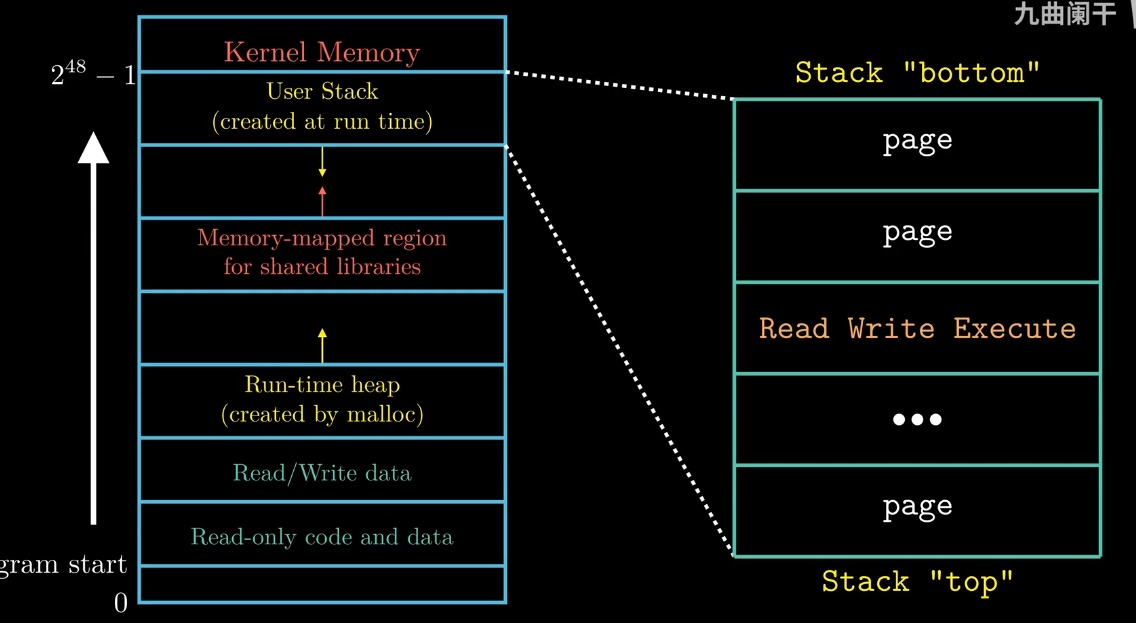 九曲阑干
Kernel Memory
2^48 − 1
User Stack
(created at run time)
Memory-mapped region
for shared libraries
Run-time heap
(created by malloc)
Read/Write data
Read-only code and data
gram start
0
Stack "bottom"
page
page
Read Write Execute
•••
page
Stack "top"